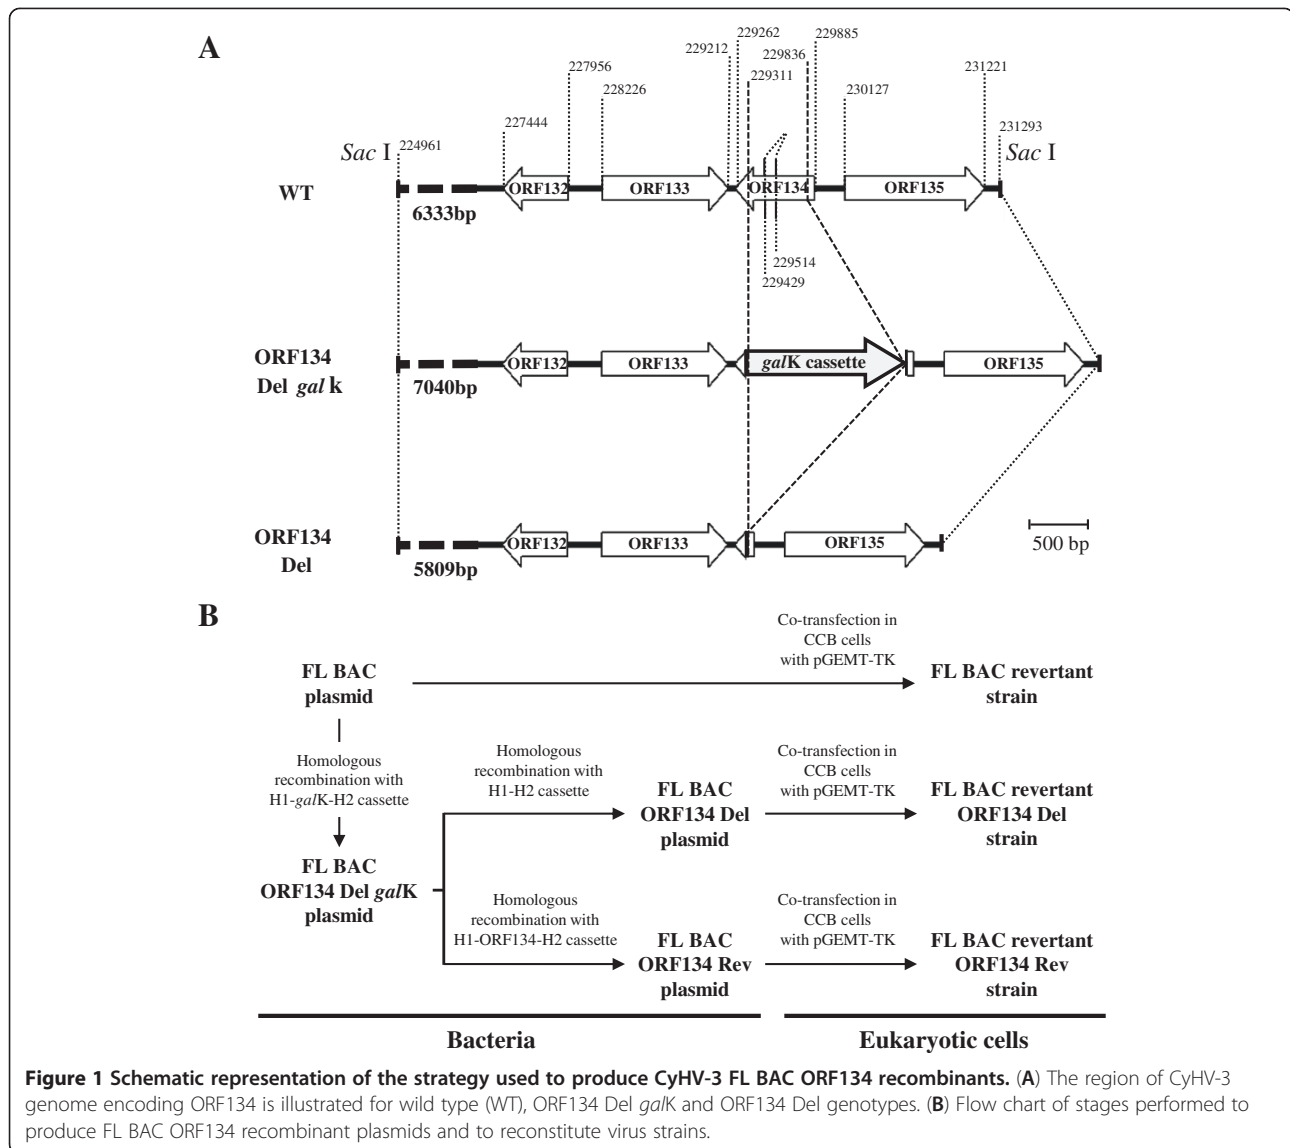 A
229262
229212
229836
229885
227956
229311
231221
228226
230127
227444
231293
Sac I
224961
Sac I
WT
ORF132
ORF133
ORF134
ORF135
6333bp
229514
229429
ORF134
Del gal k
ORF132
ORF133
galK cassette
ORF135
7040bp
ORF134
Del
ORF132
ORF133
ORF135
5809bp
500 bp
B
FL BAC
plasmid
Co-transfection in
CCB cells
with pGEMT-TK
FL BAC revertant
strain
Homologous
recombination with
H1-galK-H2 cassette
Homologous
recombination with
H1-H2 cassette
FL BAC
ORF134 Del
plasmid
Co-transfection in
CCB cells
with pGEMT-TK
FL BAC revertant
ORF134 Del
strain
FL BAC
ORF134 Del galK
plasmid
Homologous
recombination with
H1-ORF134-H2 cassette
FL BAC
ORF134 Rev
plasmid
Co-transfection in
CCB cells
with pGEMT-TK
FL BAC revertant
ORF134 Rev
strain
Bacteria
Eukaryotic cells
Figure 1 Schematic representation of the strategy used to produce CyHV-3 FL BAC ORF134 recombinants. (A) The region of CyHV-3
genome encoding ORF134 is illustrated for wild type (WT), ORF134 Del galK and ORF134 Del genotypes. (B) Flow chart of stages performed to
produce FL BAC ORF134 recombinant plasmids and to reconstitute virus strains.